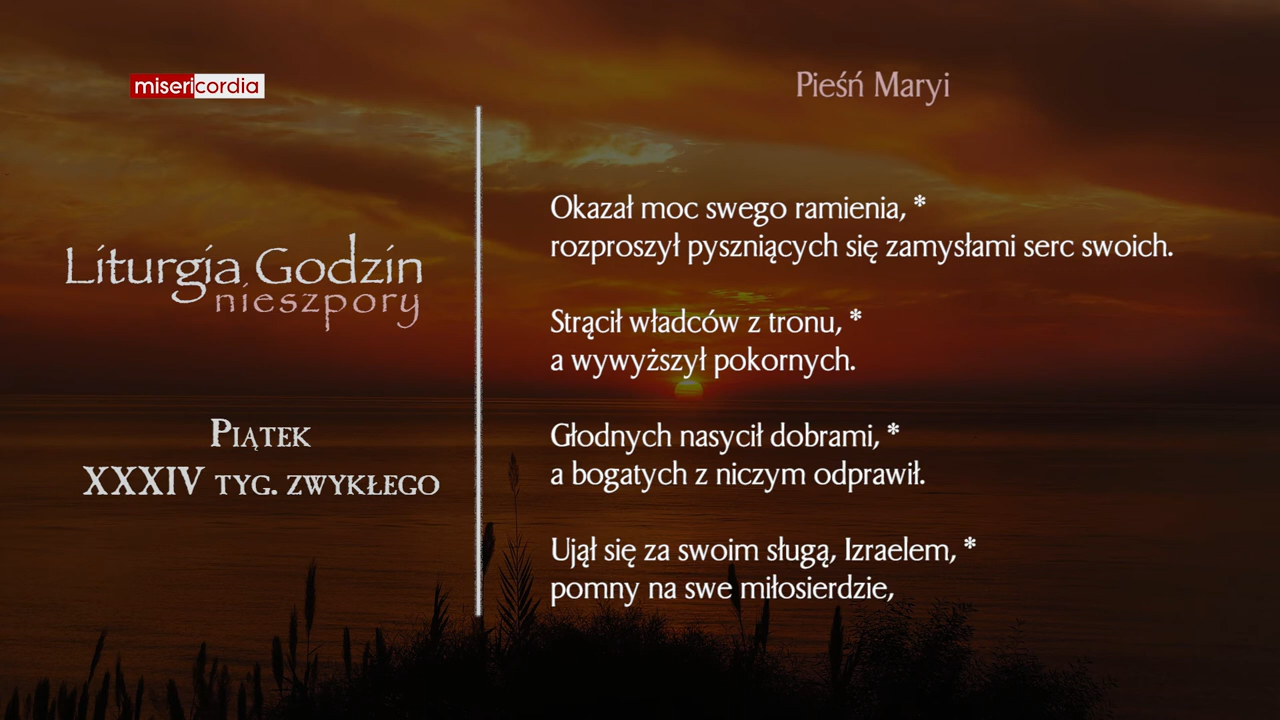 misericordia
Liturgia Godzin
nieszpory
Piątek
XXXIV tyg. zwykłego
Pieśń Maryi
Okazał moc swego ramienia, *
rozproszył pyszniących się zamysłami serc swoich.
Strącił władców z tronu, *
a wywyższył pokornych.
Głodnych nasycił dobrami, *
a bogatych z niczym odprawił.
Ujął się za swoim sługą, Izraelem, *
pomny na swe miłosierdzie,